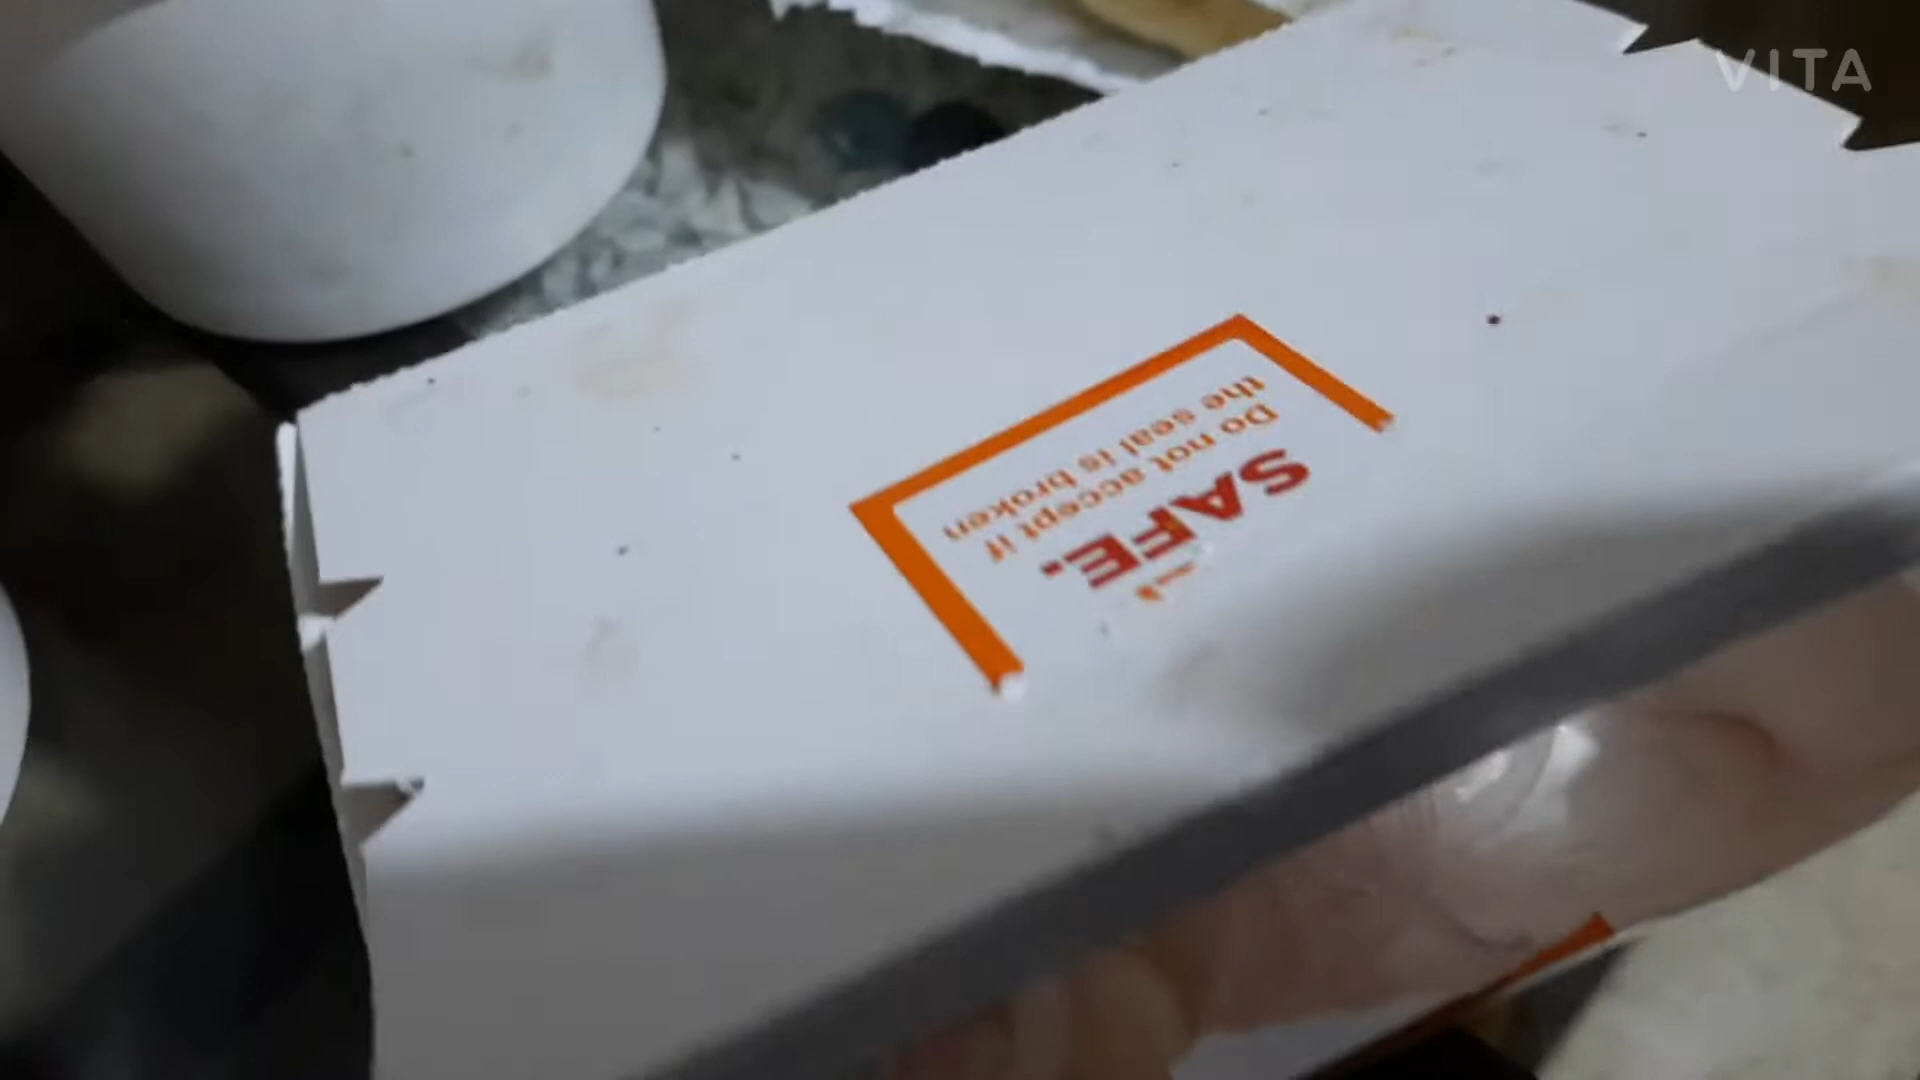 VITA
SAFE.
Do not accept if
the seal is broken